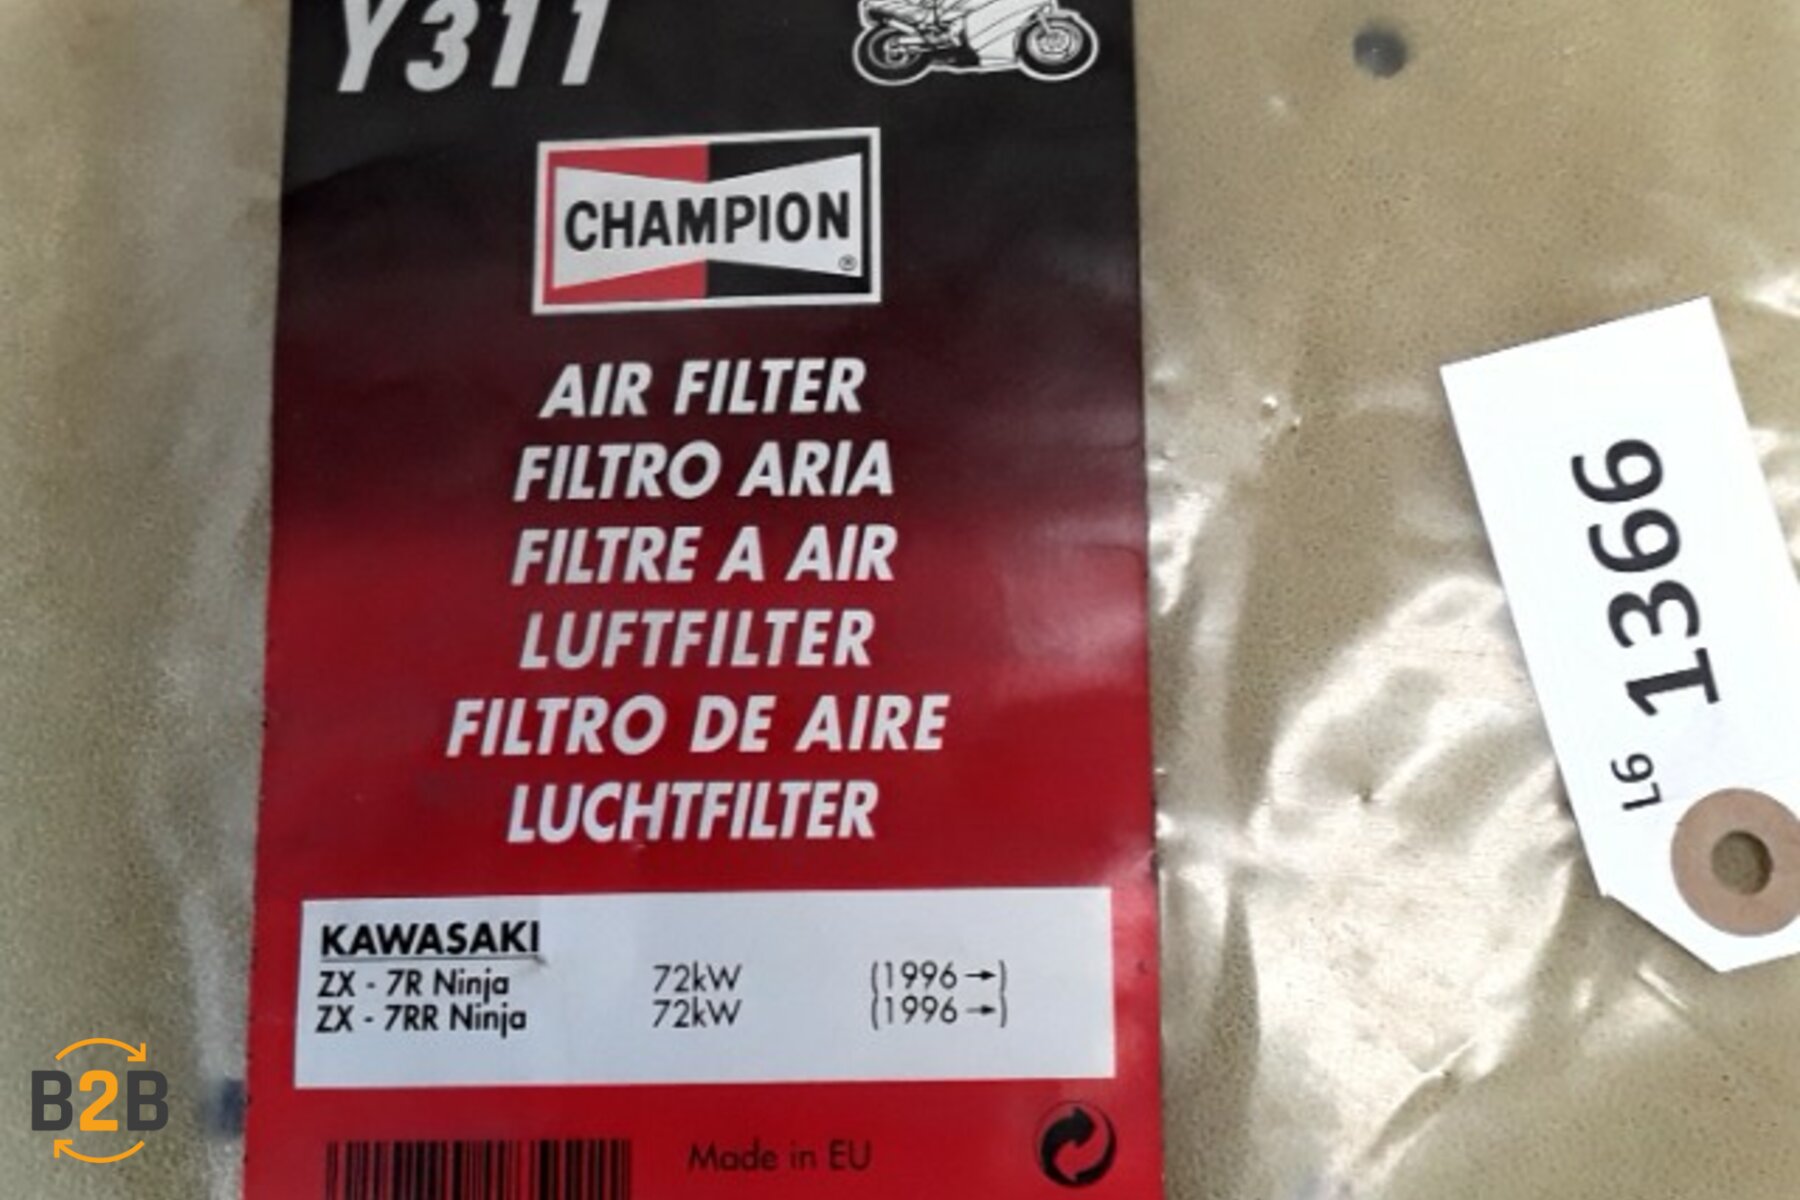 Y311
CHAMPION
®
AIR FILTER
FILTRO ARIA
FILTRE A AIR
LUFTFILTER
FILTRO DE AIRE
LUCHTFILTER
KAWASAKI
ZX - 7R Ninja 72kW (1996→)
ZX - 7RR Ninja 72kW (1996→)
Made in EU
L6 1366
B2B